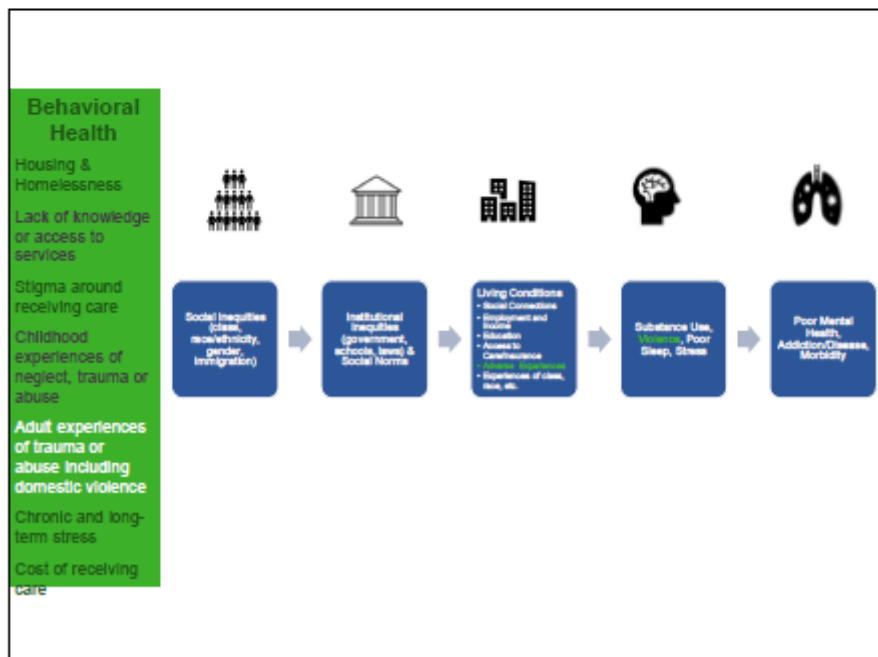 Behavioral
Health
Housing &
Homelessness
Lack of knowledge
or access to
services
Stigma around
receiving care
Childhood
experiences of
neglect, trauma or
abuse
Adult experiences
of trauma or
abuse including
domestic violence
Chronic and long-
term stress
Cost of receiving
care
Social Inequities
(class,
race/ethnicity,
gender,
immigration)
Institutional
Inequities
(government,
schools, laws) &
Social Norms
Living Conditions
• Social Connections
• Employment and
Income
• Education
• Access to
Care/Insurance
• Adverse Experiences
• Experiences of class,
race, etc.
Substance Use,
Violence, Poor
Sleep, Stress
Poor Mental
Health,
Addiction/Disease,
Morbidity